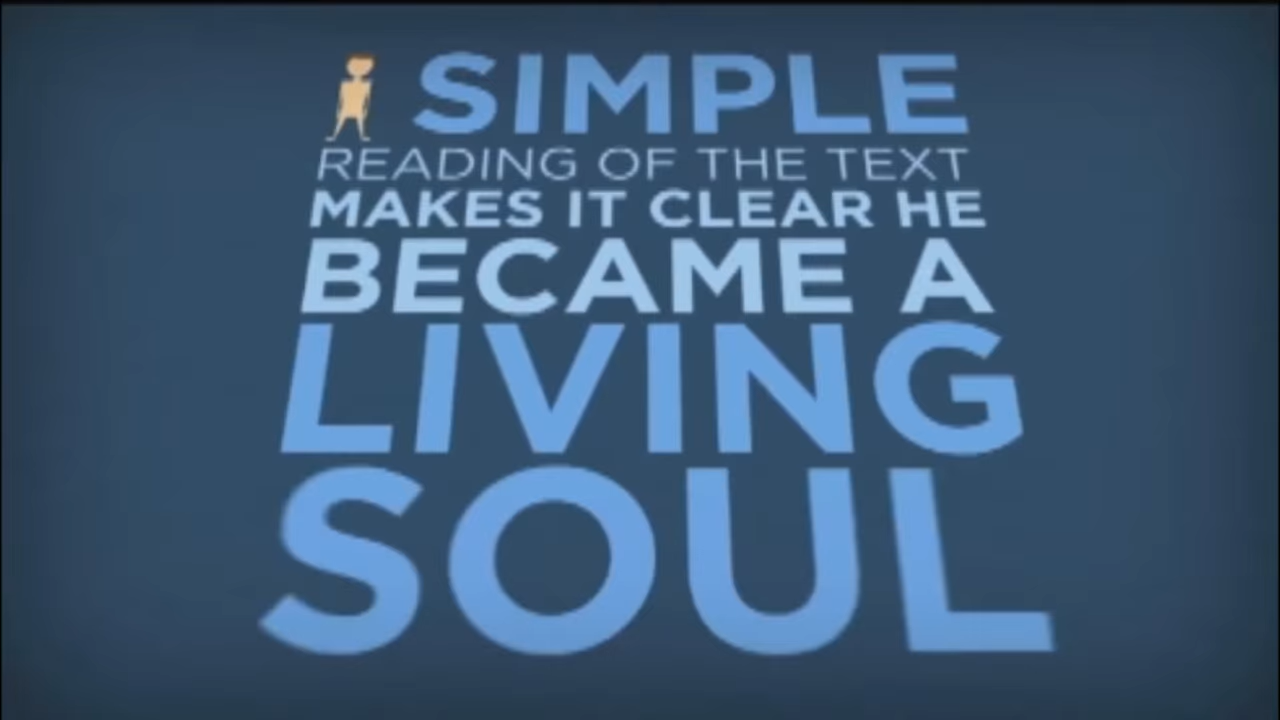 SIMPLE
READING OF THE TEXT
MAKES IT CLEAR HE
BECAME A
LIVING
SOUL